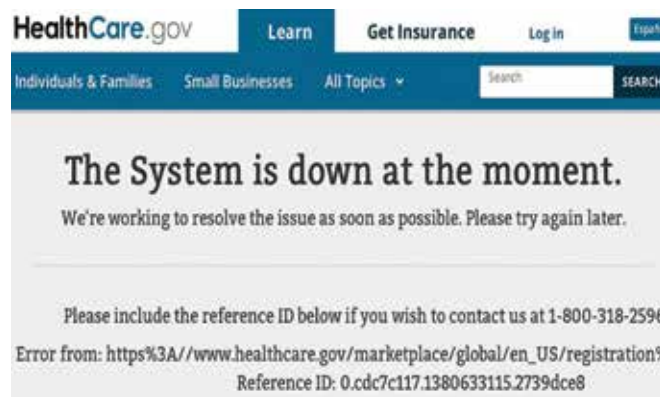 HealthCare.gov Learn Get Insurance Log in
Individuals & Families Small Businesses All Topics Search SEARCH
The System is down at the moment.
We're working to resolve the issue as soon as possible. Please try again later.
Please include the reference ID below if you wish to contact us at 1-800-318-2596
Error from: https%3A//www.healthcare.gov/marketplace/global/en_US/registration%
Reference ID: 0.cdc7c117.1380633115.2739dce8